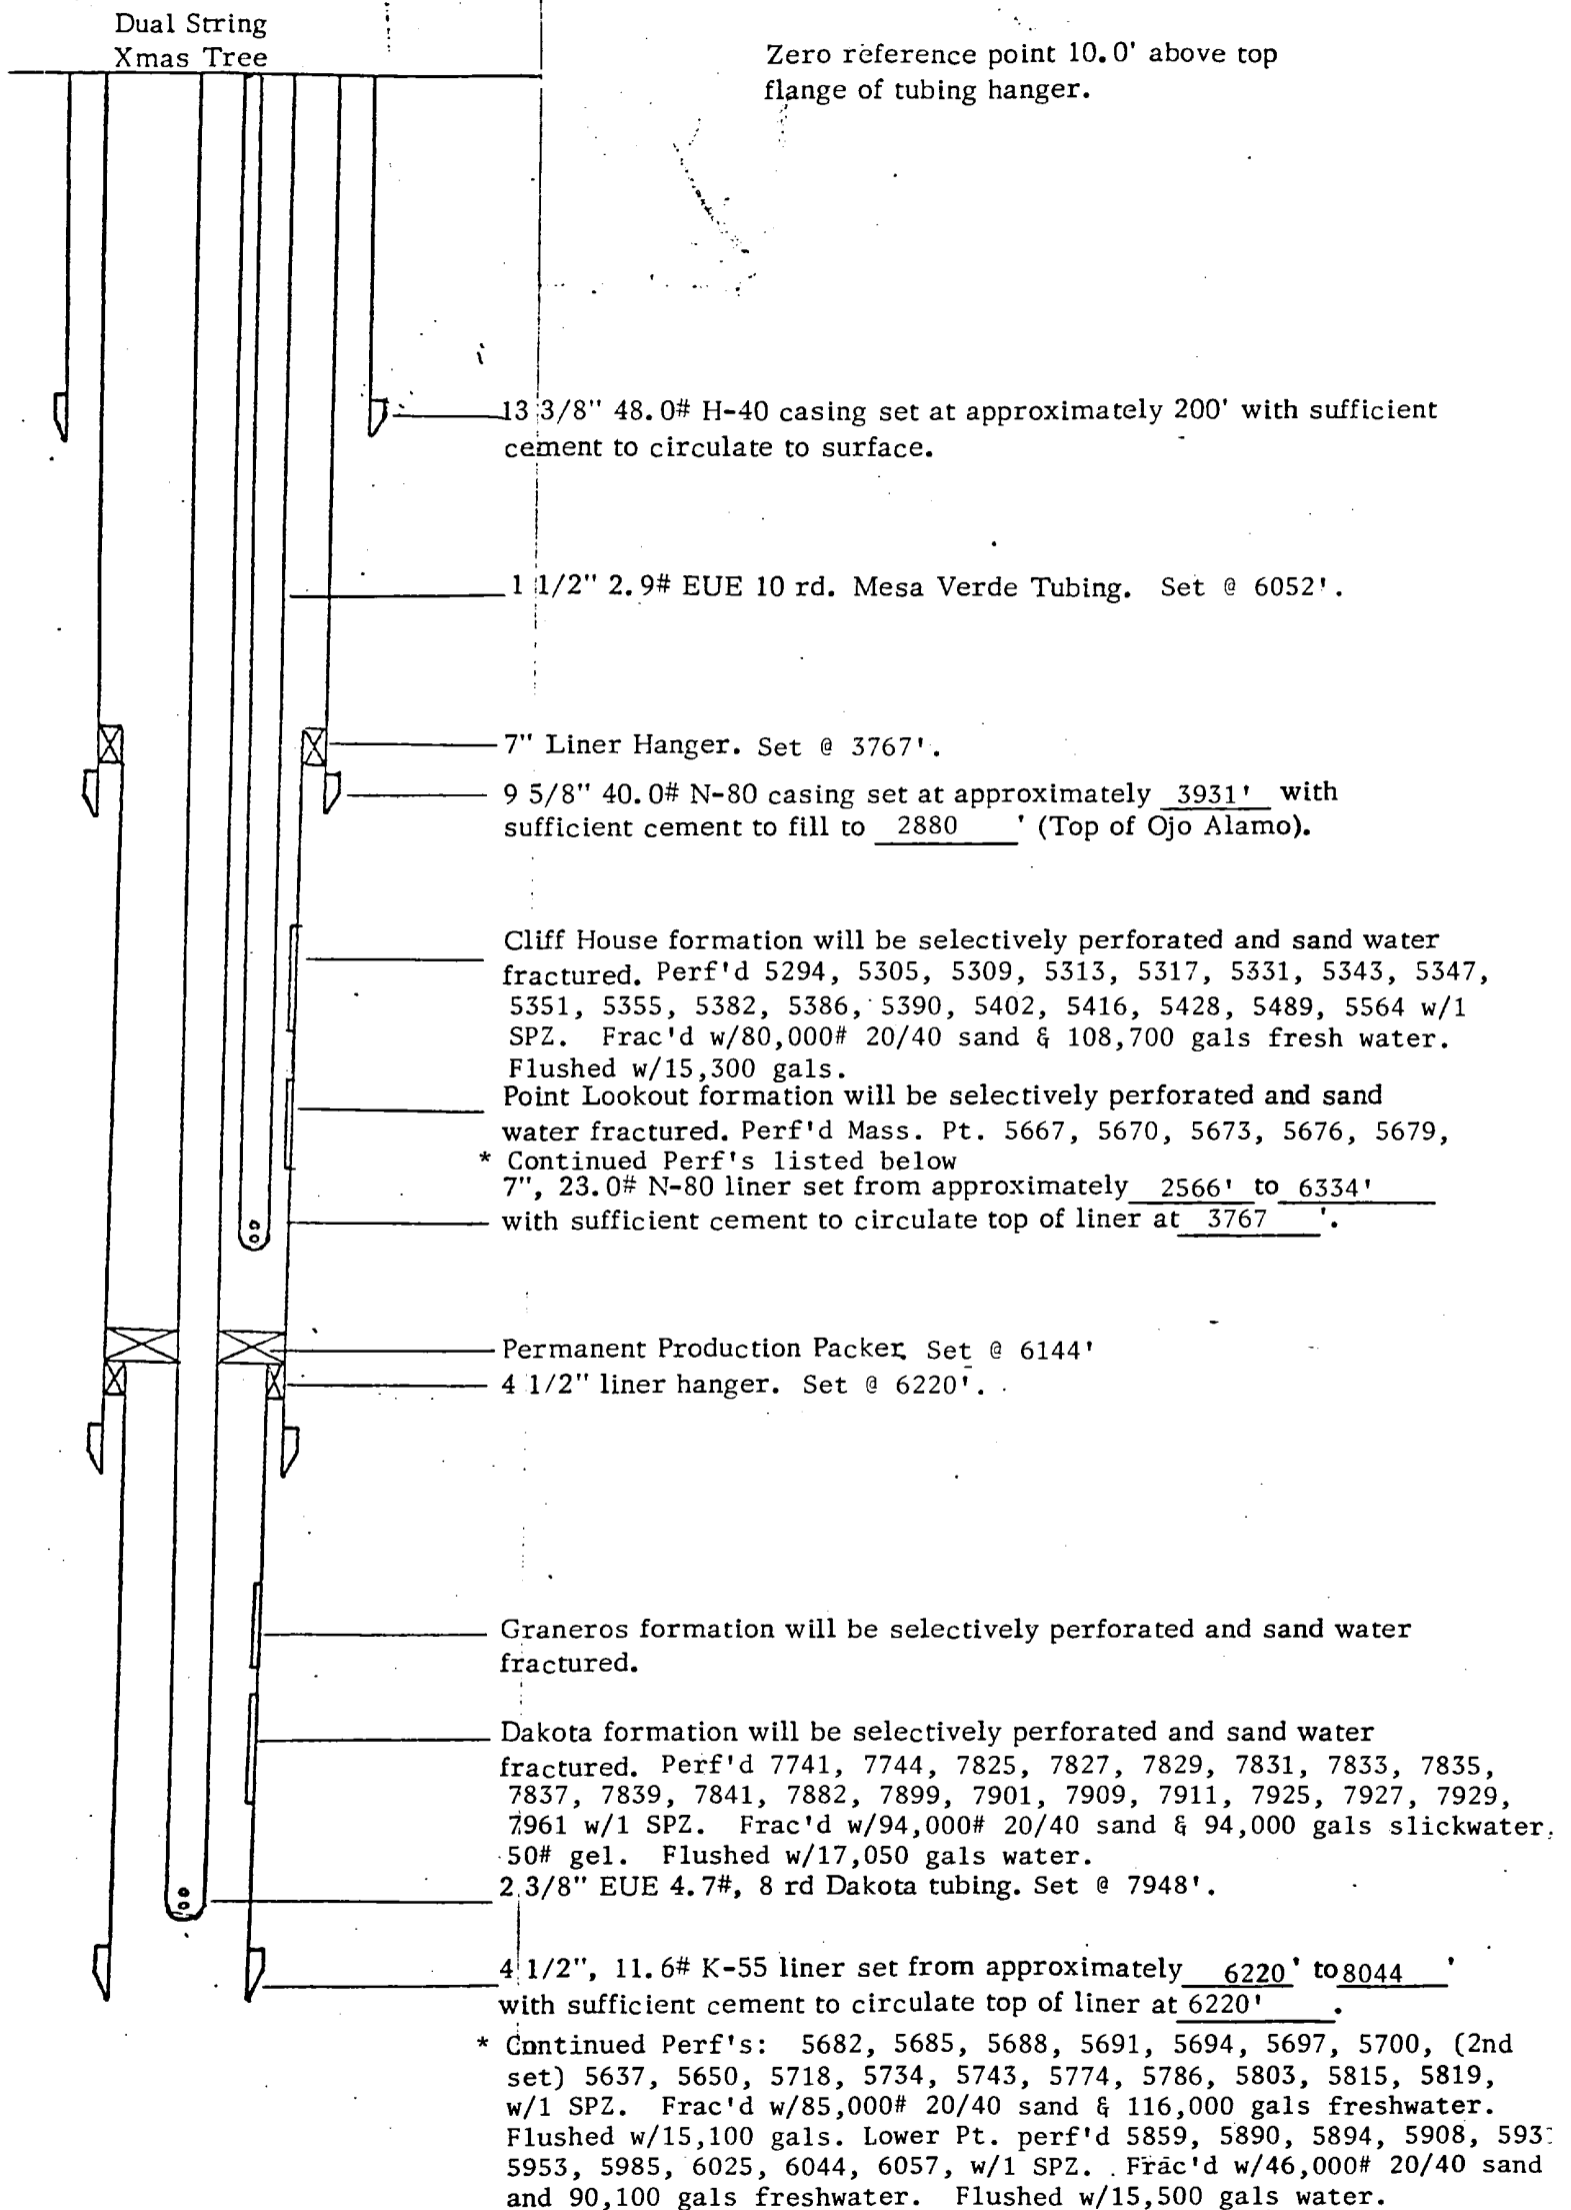 Dual String
Xmas Tree
Zero reference point 10.0' above top
flange of tubing hanger.
13 3/8" 48.0# H-40 casing set at approximately 200' with sufficient
cement to circulate to surface.
1 1/2" 2.9# EUE 10 rd. Mesa Verde Tubing. Set @ 6052'.
7" Liner Hanger. Set @ 3767'.
9 5/8" 40.0# N-80 casing set at approximately 3931' with
sufficient cement to fill to 2880 ' (Top of Ojo Alamo).
Cliff House formation will be selectively perforated and sand water
fractured. Perf'd 5294, 5305, 5309, 5313, 5317, 5331, 5343, 5347,
5351, 5355, 5382, 5386, 5390, 5402, 5416, 5428, 5489, 5564 w/1
SPZ. Frac'd w/80,000# 20/40 sand & 108,700 gals fresh water.
Flushed w/15,300 gals.
Point Lookout formation will be selectively perforated and sand
water fractured. Perf'd Mass. Pt. 5667, 5670, 5673, 5676, 5679,
* Continued Perf's listed below
7", 23.0# N-80 liner set from approximately 2566' to 6334'
with sufficient cement to circulate top of liner at 3767 '.
Permanent Production Packer. Set @ 6144'
4 1/2" liner hanger. Set @ 6220'.
Graneros formation will be selectively perforated and sand water
fractured.
Dakota formation will be selectively perforated and sand water
fractured. Perf'd 7741, 7744, 7825, 7827, 7829, 7831, 7833, 7835,
7837, 7839, 7841, 7882, 7899, 7901, 7909, 7911, 7925, 7927, 7929,
7961 w/1 SPZ. Frac'd w/94,000# 20/40 sand & 94,000 gals slickwater.
50# gel. Flushed w/17,050 gals water.
2 3/8" EUE 4.7#, 8 rd Dakota tubing. Set @ 7948'.
4 1/2", 11.6# K-55 liner set from approximately 6220' to 8044 '
with sufficient cement to circulate top of liner at 6220' .
* Continued Perf's: 5682, 5685, 5688, 5691, 5694, 5697, 5700, (2nd
set) 5637, 5650, 5718, 5734, 5743, 5774, 5786, 5803, 5815, 5819,
w/1 SPZ. Frac'd w/85,000# 20/40 sand & 116,000 gals freshwater.
Flushed w/15,100 gals. Lower Pt. perf'd 5859, 5890, 5894, 5908,
5953, 5985, 6025, 6044, 6057, w/1 SPZ. Frac'd w/46,000# 20/40 sand
and 90,100 gals freshwater. Flushed w/15,500 gals water.